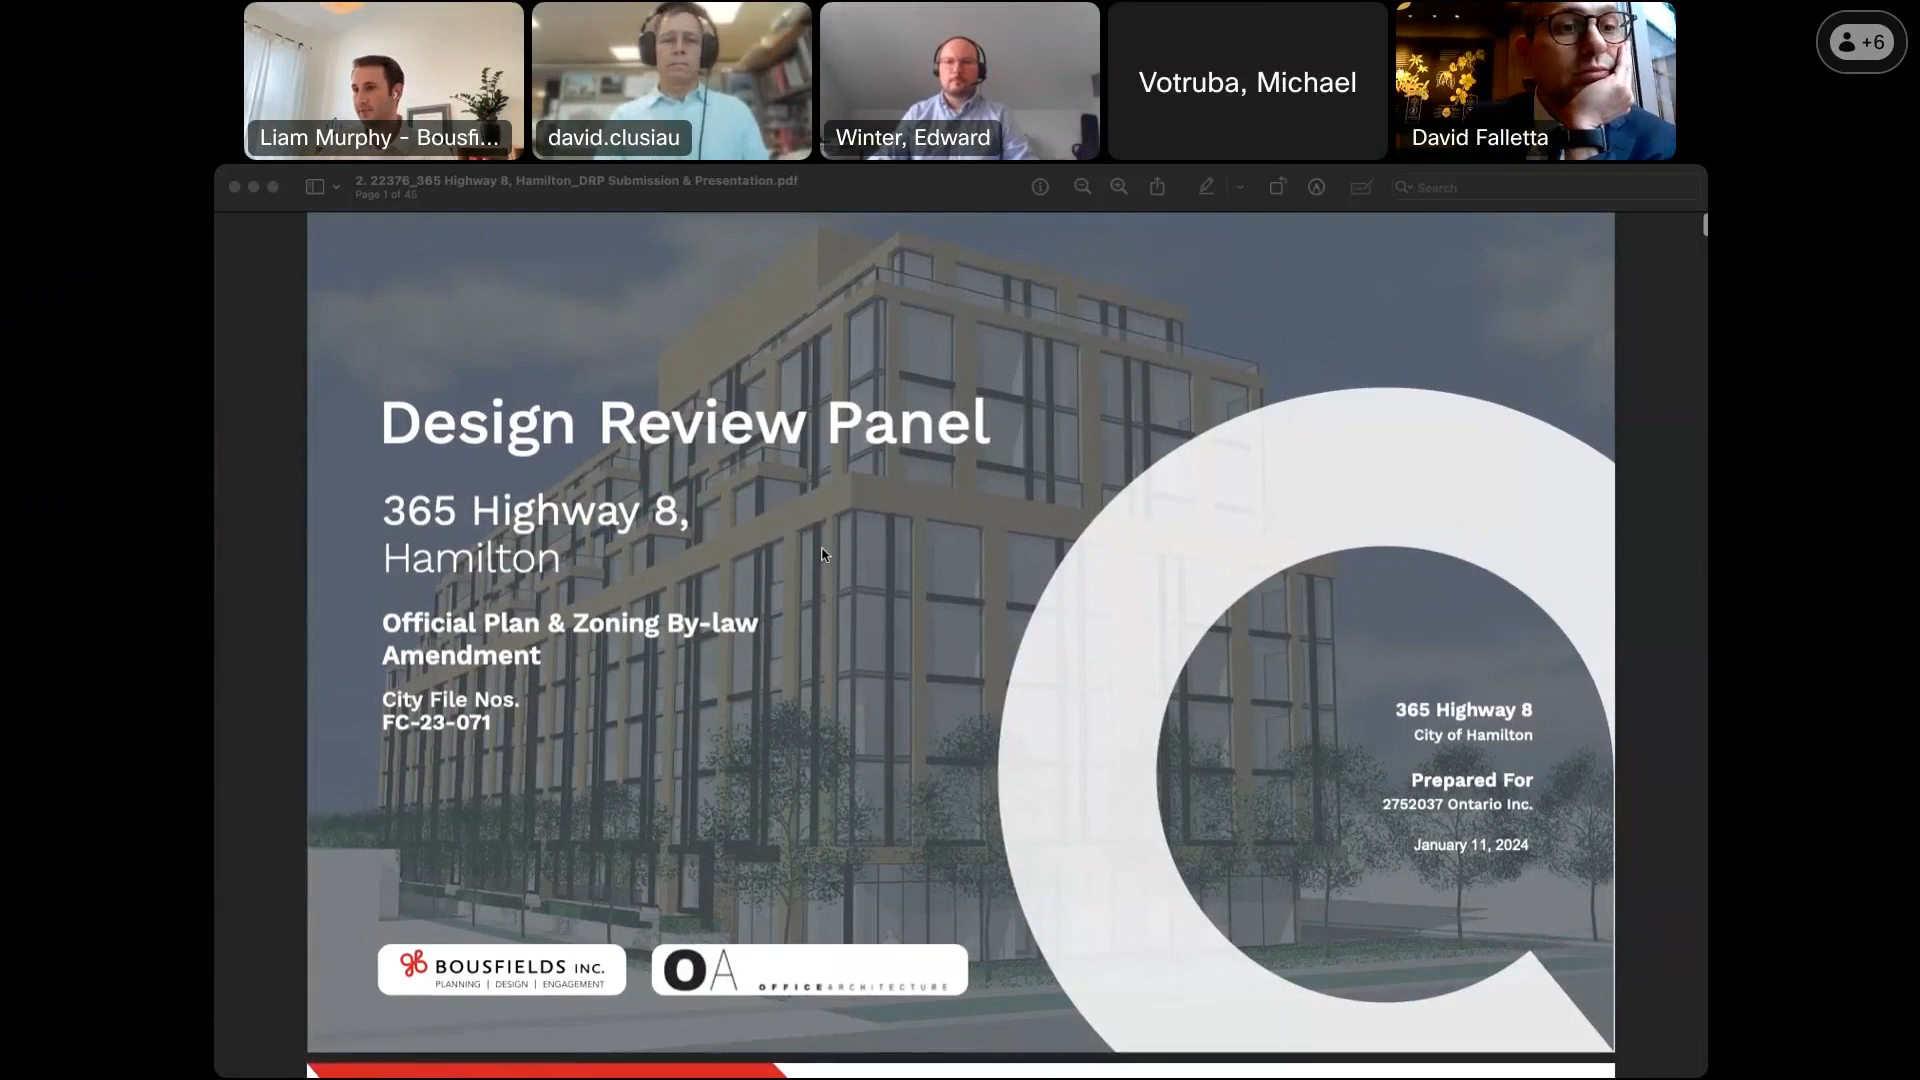 Liam Murphy - Bousfi...
david.clusiau
Winter, Edward
Votruba, Michael
David Falletta
+6
2. 22376_365 Highway 8, Hamilton_DRP Submission & Presentation.pdf
Page 1 of 45
Search
Design Review Panel
365 Highway 8,
Hamilton
Official Plan & Zoning By-law
Amendment
City File Nos.
FC-23-071
365 Highway 8
City of Hamilton
Prepared For
2752037 Ontario Inc.
January 11, 2024
BOUSFIELDS INC.
PLANNING | DESIGN | ENGAGEMENT
OA
OFFICEARCHITECTURE